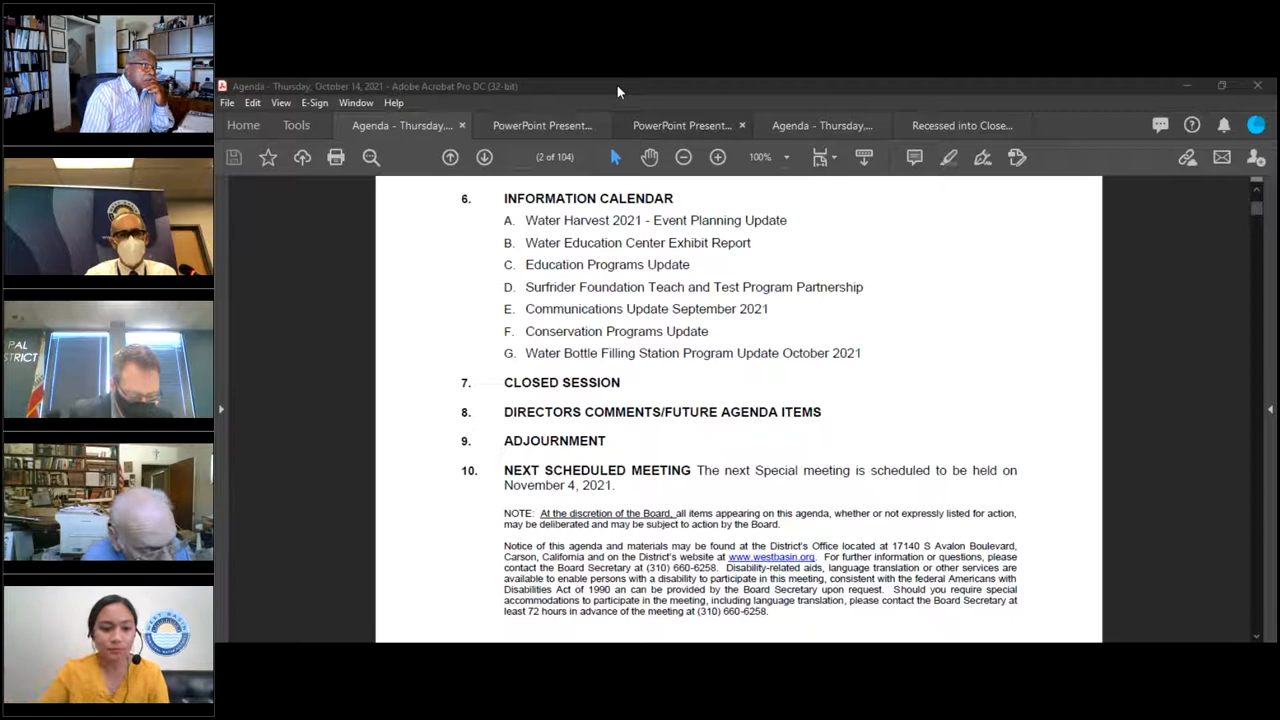 Agenda - Thursday, October 14, 2021 - Adobe Acrobat Pro DC (32-bit)
File Edit View E-Sign Window Help
Home Tools Agenda - Thursday,... PowerPoint Present... PowerPoint Present... Agenda - Thursday,... Recessed into Close...
(2 of 104) 100%
6. INFORMATION CALENDAR
A. Water Harvest 2021 - Event Planning Update
B. Water Education Center Exhibit Report
C. Education Programs Update
D. Surfrider Foundation Teach and Test Program Partnership
E. Communications Update September 2021
F. Conservation Programs Update
G. Water Bottle Filling Station Program Update October 2021
7. CLOSED SESSION
8. DIRECTORS COMMENTS/FUTURE AGENDA ITEMS
9. ADJOURNMENT
10. NEXT SCHEDULED MEETING The next Special meeting is scheduled to be held on
November 4, 2021.
NOTE: At the discretion of the Board, all items appearing on this agenda, whether or not expressly listed for action,
may be deliberated and may be subject to action by the Board.
Notice of this agenda and materials may be found at the District's Office located at 17140 S Avalon Boulevard,
Carson, California and on the District's website at www.westbasin.org. For further information or questions, please
contact the Board Secretary at (310) 660-6258. Disability-related aids, language translation or other services are
available to enable persons with a disability to participate in this meeting, consistent with the federal Americans with
Disabilities Act of 1990 an can be provided by the Board Secretary upon request. Should you require special
accommodations to participate in the meeting, including language translation, please contact the Board Secretary at
least 72 hours in advance of the meeting at (310) 660-6258.
PAL
STRICT
WEST BASIN